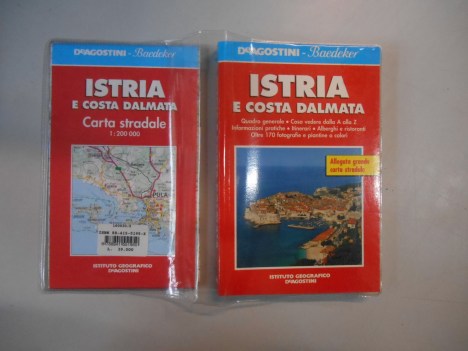 DEAGOSTINI - Baedeker
ISTRIA
E COSTA DALMATA
Carta stradale
1:200 000
PULA
ISTITUTO GEOGRAFICO
DEAGOSTINI
DEAGOSTINI - Baedeker
ISTRIA
E COSTA DALMATA
Quadro generale • Cosa vedere dalla A alla Z
Informazioni pratiche • Itinerari • Alberghi e ristoranti
Oltre 170 fotografie e piantine a colori
Allegata grande
carta stradale
ISTITUTO GEOGRAFICO
DEAGOSTINI